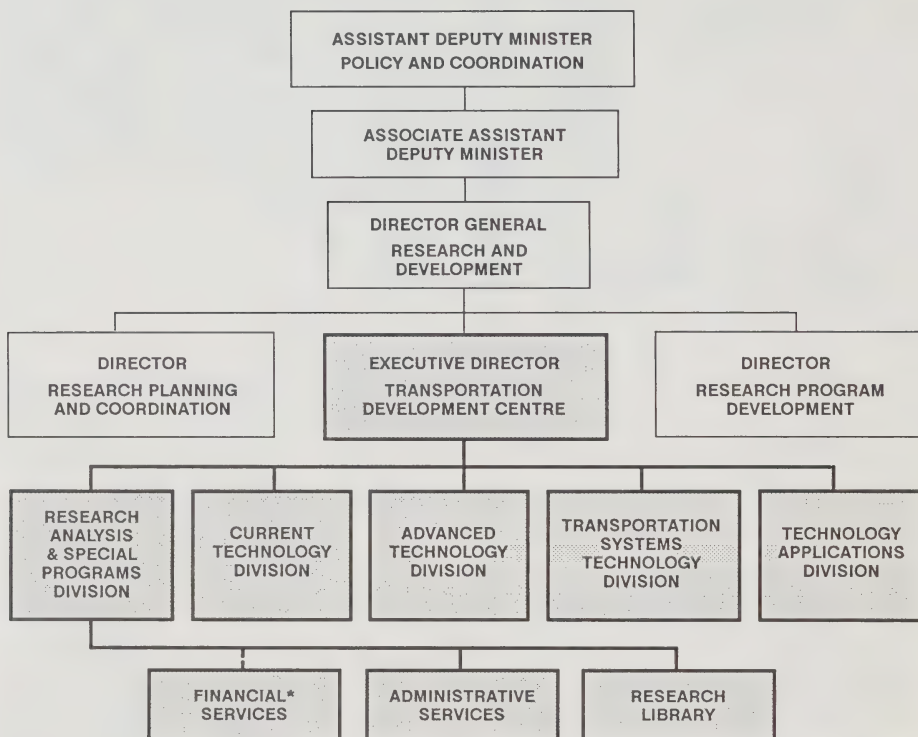 ASSISTANT DEPUTY MINISTER
POLICY AND COORDINATION
ASSOCIATE ASSISTANT
DEPUTY MINISTER
DIRECTOR GENERAL
RESEARCH AND
DEVELOPMENT
DIRECTOR
RESEARCH PLANNING
AND COORDINATION
EXECUTIVE DIRECTOR
TRANSPORTATION
DEVELOPMENT CENTRE
DIRECTOR
RESEARCH PROGRAM
DEVELOPMENT
RESEARCH
ANALYSIS
& SPECIAL
PROGRAMS
DIVISION
CURRENT
TECHNOLOGY
DIVISION
ADVANCED
TECHNOLOGY
DIVISION
TRANSPORTATION
SYSTEMS
TECHNOLOGY
DIVISION
TECHNOLOGY
APPLICATIONS
DIVISION
FINANCIAL*
SERVICES
ADMINISTRATIVE
SERVICES
RESEARCH
LIBRARY